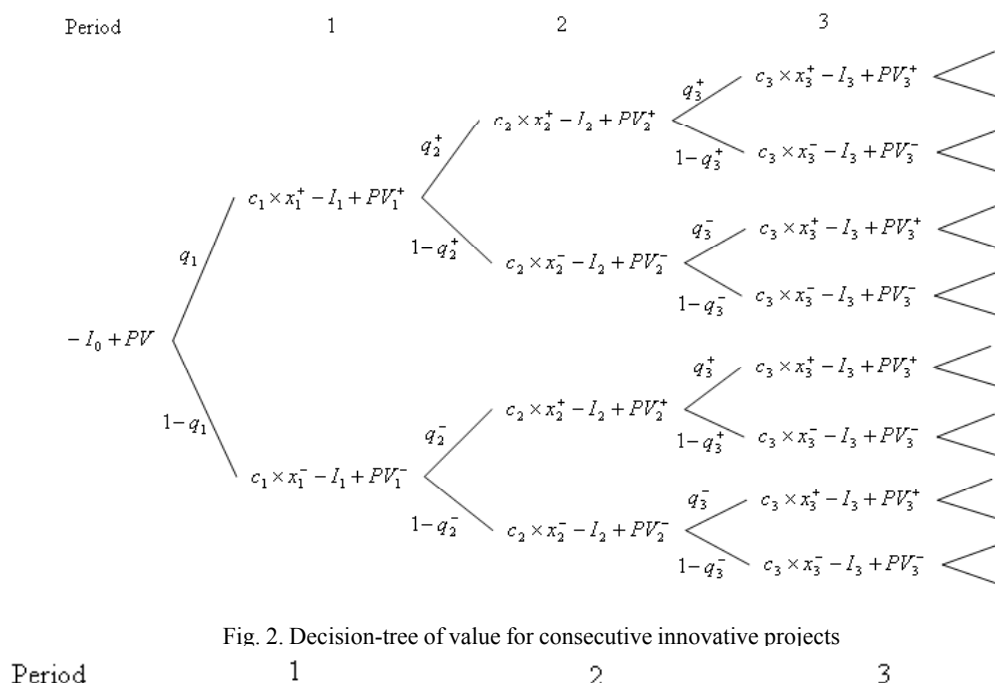 Period 1 2 3
c₃ × x₃⁺ − I₃ + PV₃⁺
q₃⁺
c₂ × x₂⁺ − I₂ + PV₂⁺
1−q₃⁺
c₃ × x₃⁻ − I₃ + PV₃⁻
q₂⁺
c₁ × x₁⁺ − I₁ + PV₁⁺
q₃⁻
c₃ × x₃⁺ − I₃ + PV₃⁺
1−q₂⁺
c₂ × x₂⁻ − I₂ + PV₂⁻
q₁
1−q₃⁻
c₃ × x₃⁻ − I₃ + PV₃⁻
− I₀ + PV
q₃⁺
c₃ × x₃⁺ − I₃ + PV₃⁺
c₂ × x₂⁺ − I₂ + PV₂⁺
1−q₁
q₂⁻
1−q₃⁺
c₃ × x₃⁻ − I₃ + PV₃⁻
c₁ × x₁⁻ − I₁ + PV₁⁻
q₃⁻
c₃ × x₃⁺ − I₃ + PV₃⁺
1−q₂⁻
c₂ × x₂⁻ − I₂ + PV₂⁻
1−q₃⁻
c₃ × x₃⁻ − I₃ + PV₃⁻
Fig. 2. Decision-tree of value for consecutive innovative projects
Period 1 2 3